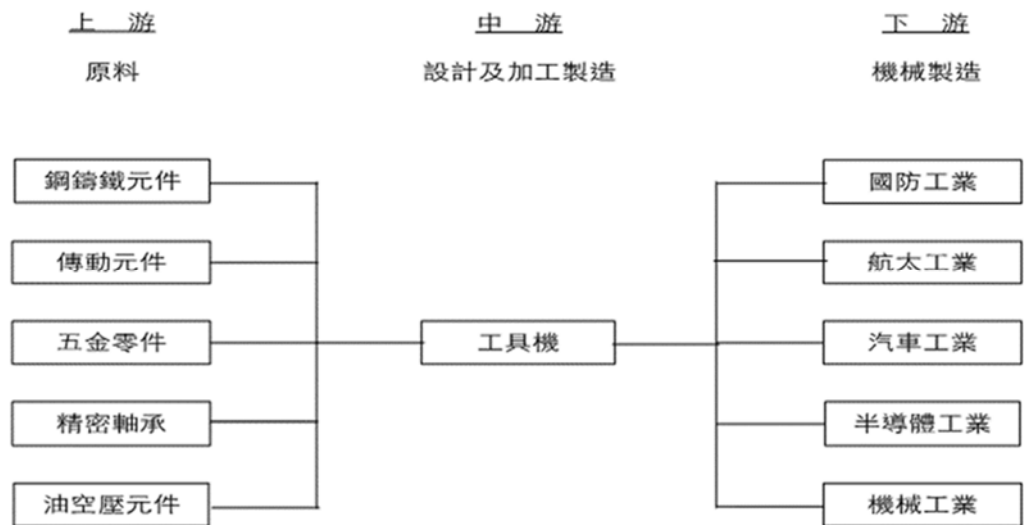 上 游 中 游 下 游
原料 設計及加工製造 機械製造
鋼鑄鐵元件 國防工業
傳動元件 航太工業
五金零件 工具機 汽車工業
精密軸承 半導體工業
油空壓元件 機械工業